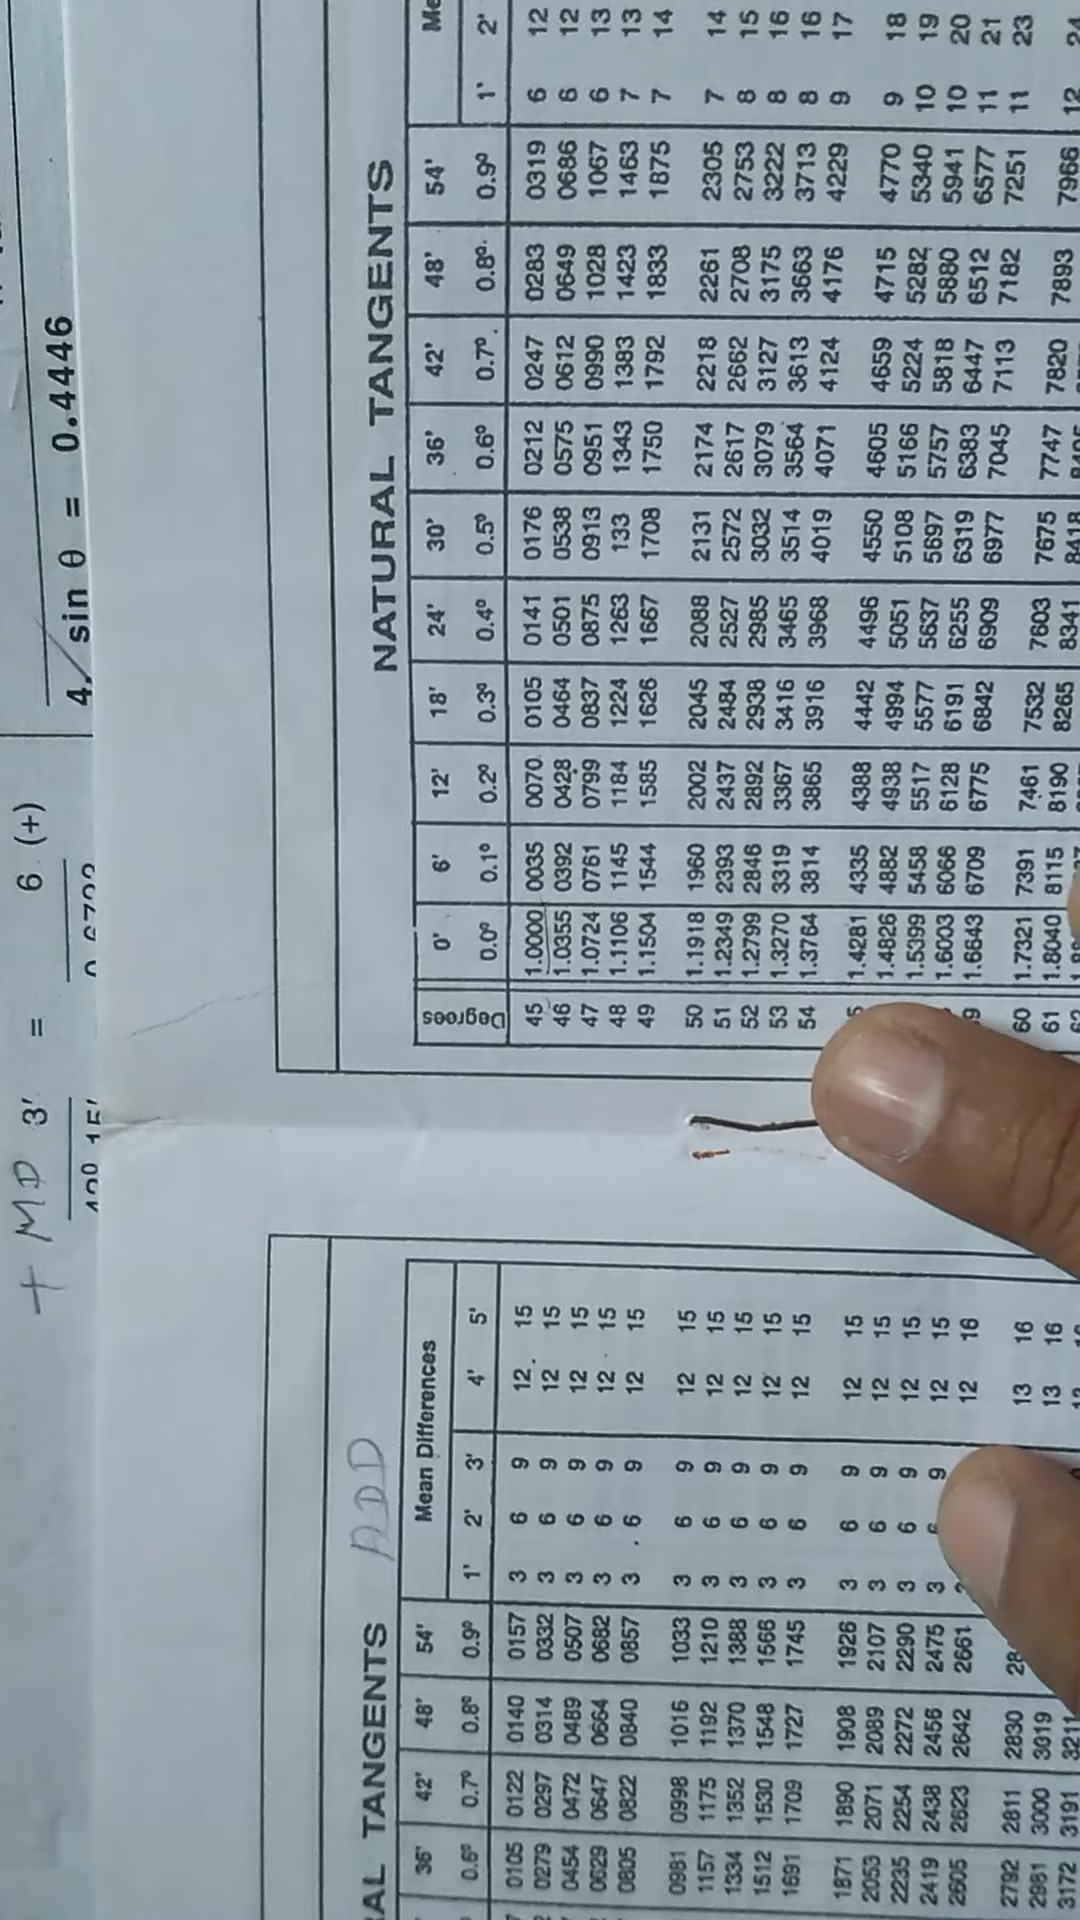 + MD 3' = 6 (+)
15'
4. sin θ = 0.4446
TANGENTS ADD
Mean Differences
36' 42' 48' 54' 1' 2' 3' 4' 5'
0.6° 0.7° 0.8° 0.9°
0105 0122 0140 0157 3 6 9 12 15
0279 0297 0314 0332 3 6 9 12 15
0454 0472 0489 0507 3 6 9 12 15
0629 0647 0664 0682 3 6 9 12 15
0805 0822 0840 0857 3 6 9 12 15
0981 0998 1016 1033 3 6 9 12 15
1157 1175 1192 1210 3 6 9 12 15
1334 1352 1370 1388 3 6 9 12 15
1512 1530 1548 1566 3 6 9 12 15
1691 1709 1727 1745 3 6 9 12 15
1871 1890 1908 1926 3 6 9 12 15
2053 2071 2089 2107 3 6 9 12 15
2235 2254 2272 2290 3 6 9 12 15
2419 2438 2456 2475 3 9 12 15
2605 2623 2642 2661 12 16
2792 2811 2830 13 16
2981 3000 3019 13 16
3172 3191 3211
NATURAL TANGENTS
Degrees 0' 6' 12' 18' 24' 30' 36' 42' 48' 54' 1' 2'
0.0° 0.1° 0.2° 0.3° 0.4° 0.5° 0.6° 0.7° 0.8° 0.9°
45 1.0000 0035 0070 0105 0141 0176 0212 0247 0283 0319 6 12
46 1.0355 0392 0428 0464 0501 0538 0575 0612 0649 0686 6 12
47 1.0724 0761 0799 0837 0875 0913 0951 0990 1028 1067 6 13
48 1.1106 1145 1184 1224 1263 133 1343 1383 1423 1463 7 13
49 1.1504 1544 1585 1626 1667 1708 1750 1792 1833 1875 7 14
50 1.1918 1960 2002 2045 2088 2131 2174 2218 2261 2305 7 14
51 1.2349 2393 2437 2484 2527 2572 2617 2662 2708 2753 8 15
52 1.2799 2846 2892 2938 2985 3032 3079 3127 3175 3222 8 16
53 1.3270 3319 3367 3416 3465 3514 3564 3613 3663 3713 8 16
54 1.3764 3814 3865 3916 3968 4019 4071 4124 4176 4229 9 17
1.4281 4335 4388 4442 4496 4550 4605 4659 4715 4770 9 18
1.4826 4882 4938 4994 5051 5108 5166 5224 5282 5340 10 19
1.5399 5458 5517 5577 5637 5697 5757 5818 5880 5941 10 20
1.6003 6066 6128 6191 6255 6319 6383 6447 6512 6577 11 21
1.6643 6709 6775 6842 6909 6977 7045 7113 7182 7251 11 23
60 1.7321 7391 7461 7532 7603 7675 7747 7820 7893 7966 12 24
61 1.8040 8115 8190 8265 8341 8418